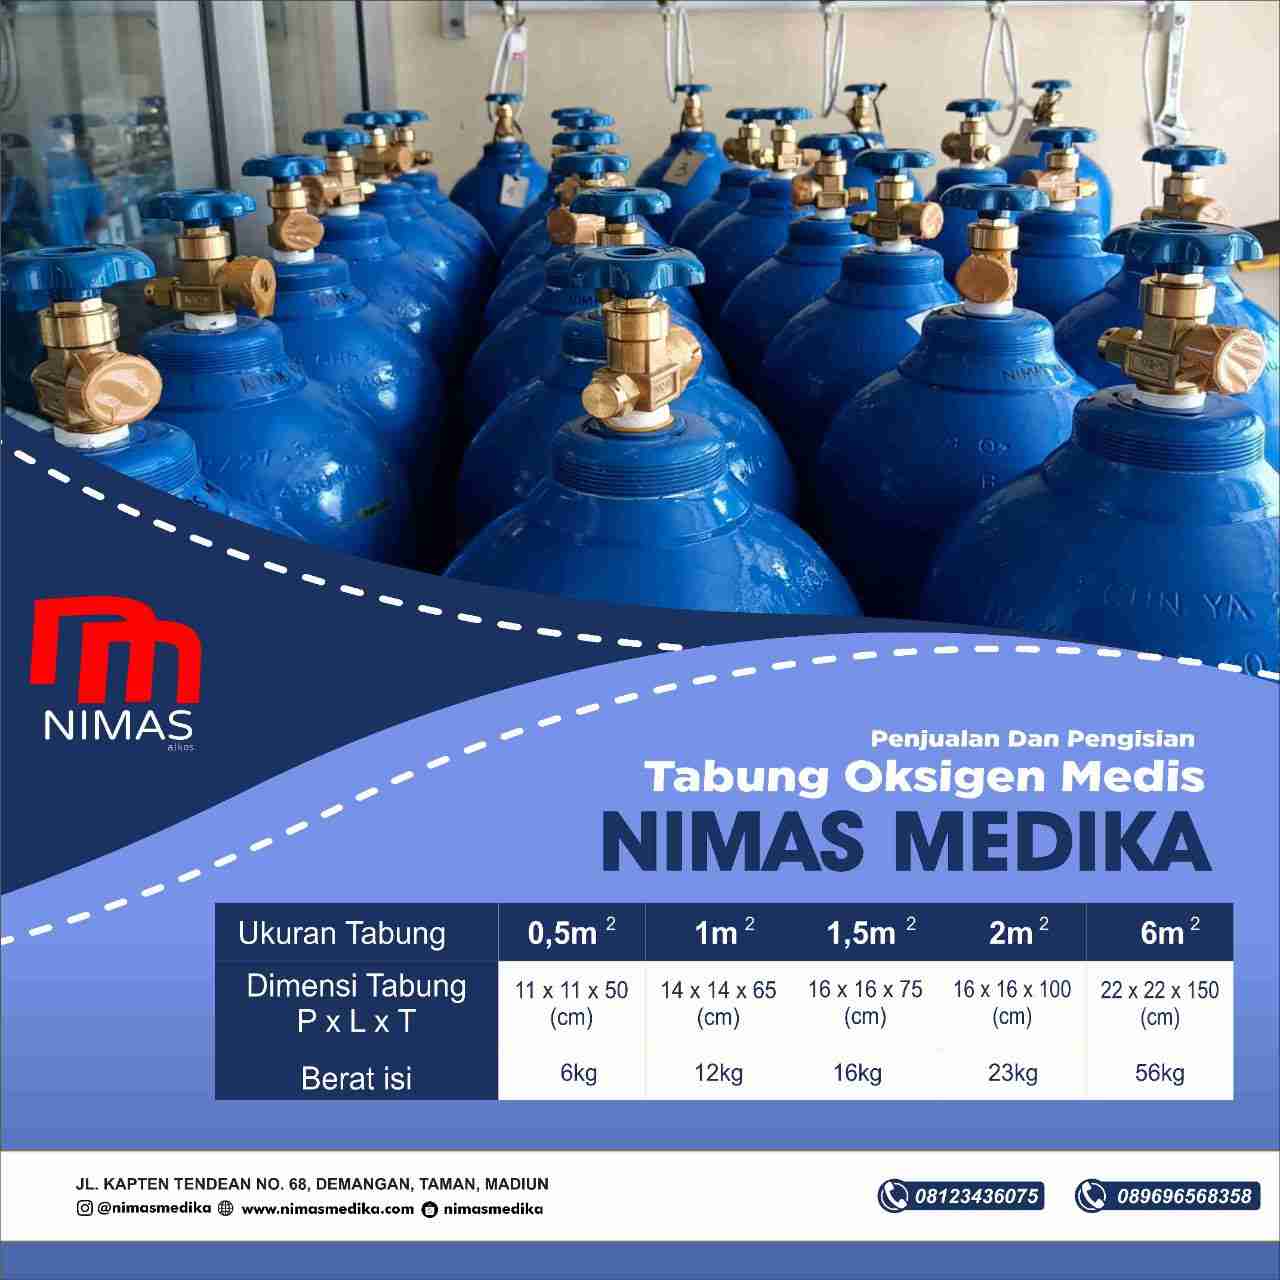 NIMAS
alkes
Penjualan Dan Pengisian
Tabung Oksigen Medis
NIMAS MEDIKA
Ukuran Tabung 0,5m 2 1m 2 1,5m 2 2m 2 6m 2
Dimensi Tabung 11 x 11 x 50 14 x 14 x 65 16 x 16 x 75 16 x 16 x 100 22 x 22 x 150
P x L x T (cm) (cm) (cm) (cm) (cm)
Berat isi 6kg 12kg 16kg 23kg 56kg
JL. KAPTEN TENDEAN NO. 68, DEMANGAN, TAMAN, MADIUN
@nimasmedika www.nimasmedika.com nimasmedika
08123436075 089696568358